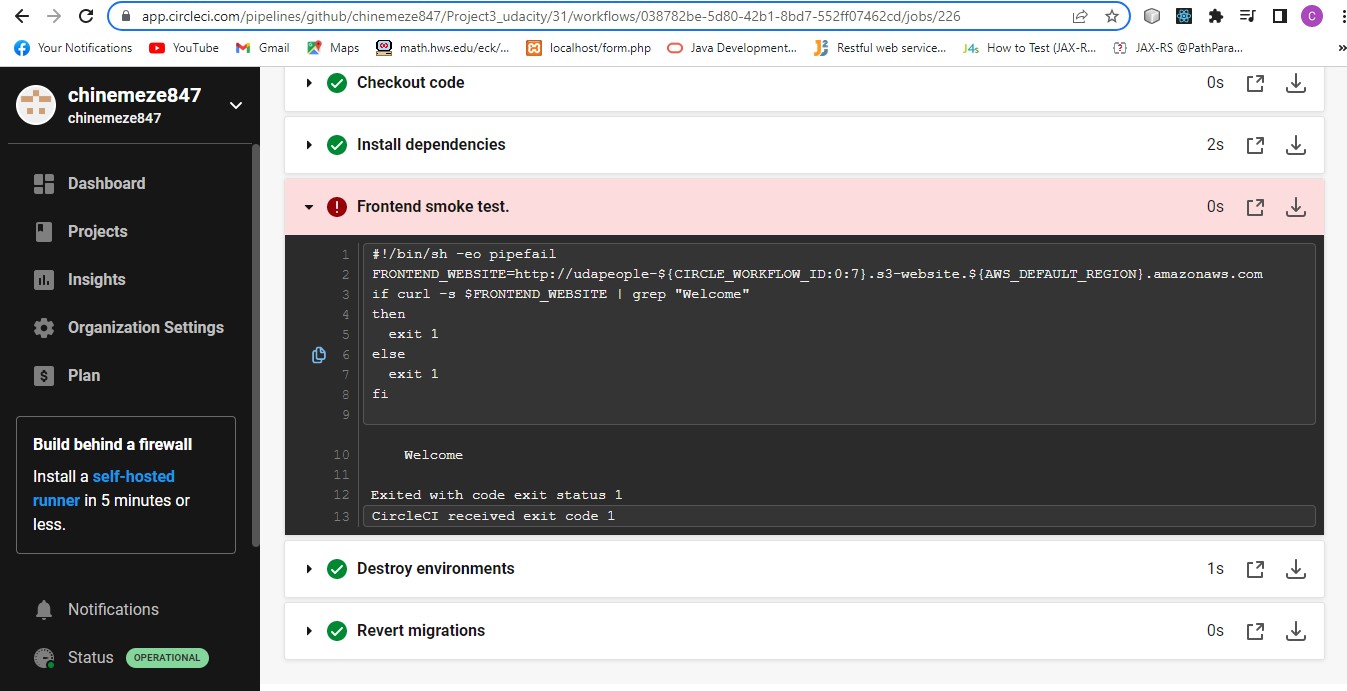 app.circleci.com/pipelines/github/chinemeze847/Project3_udacity/31/workflows/038782be-5d80-42b1-8bd7-552ff07462cd/jobs/226
C
Your Notifications YouTube Gmail Maps math.hws.edu/eck/... localhost/form.php Java Development... Restful web service... J4s How to Test (JAX-R... JAX-RS @PathPara... »
chinemeze847
chinemeze847
Dashboard
Projects
Insights
Organization Settings
$ Plan
Build behind a firewall
Install a self-hosted
runner in 5 minutes or
less.
Notifications
Status OPERATIONAL
Checkout code 0s
Install dependencies 2s
! Frontend smoke test. 0s
1 #!/bin/sh -eo pipefail
2 FRONTEND_WEBSITE=http://udapeople-${CIRCLE_WORKFLOW_ID:0:7}.s3-website.${AWS_DEFAULT_REGION}.amazonaws.com
3 if curl -s $FRONTEND_WEBSITE | grep "Welcome"
4 then
5 exit 1
6 else
7 exit 1
8 fi
9
10 Welcome
11
12 Exited with code exit status 1
13 CircleCI received exit code 1
Destroy environments 1s
Revert migrations 0s